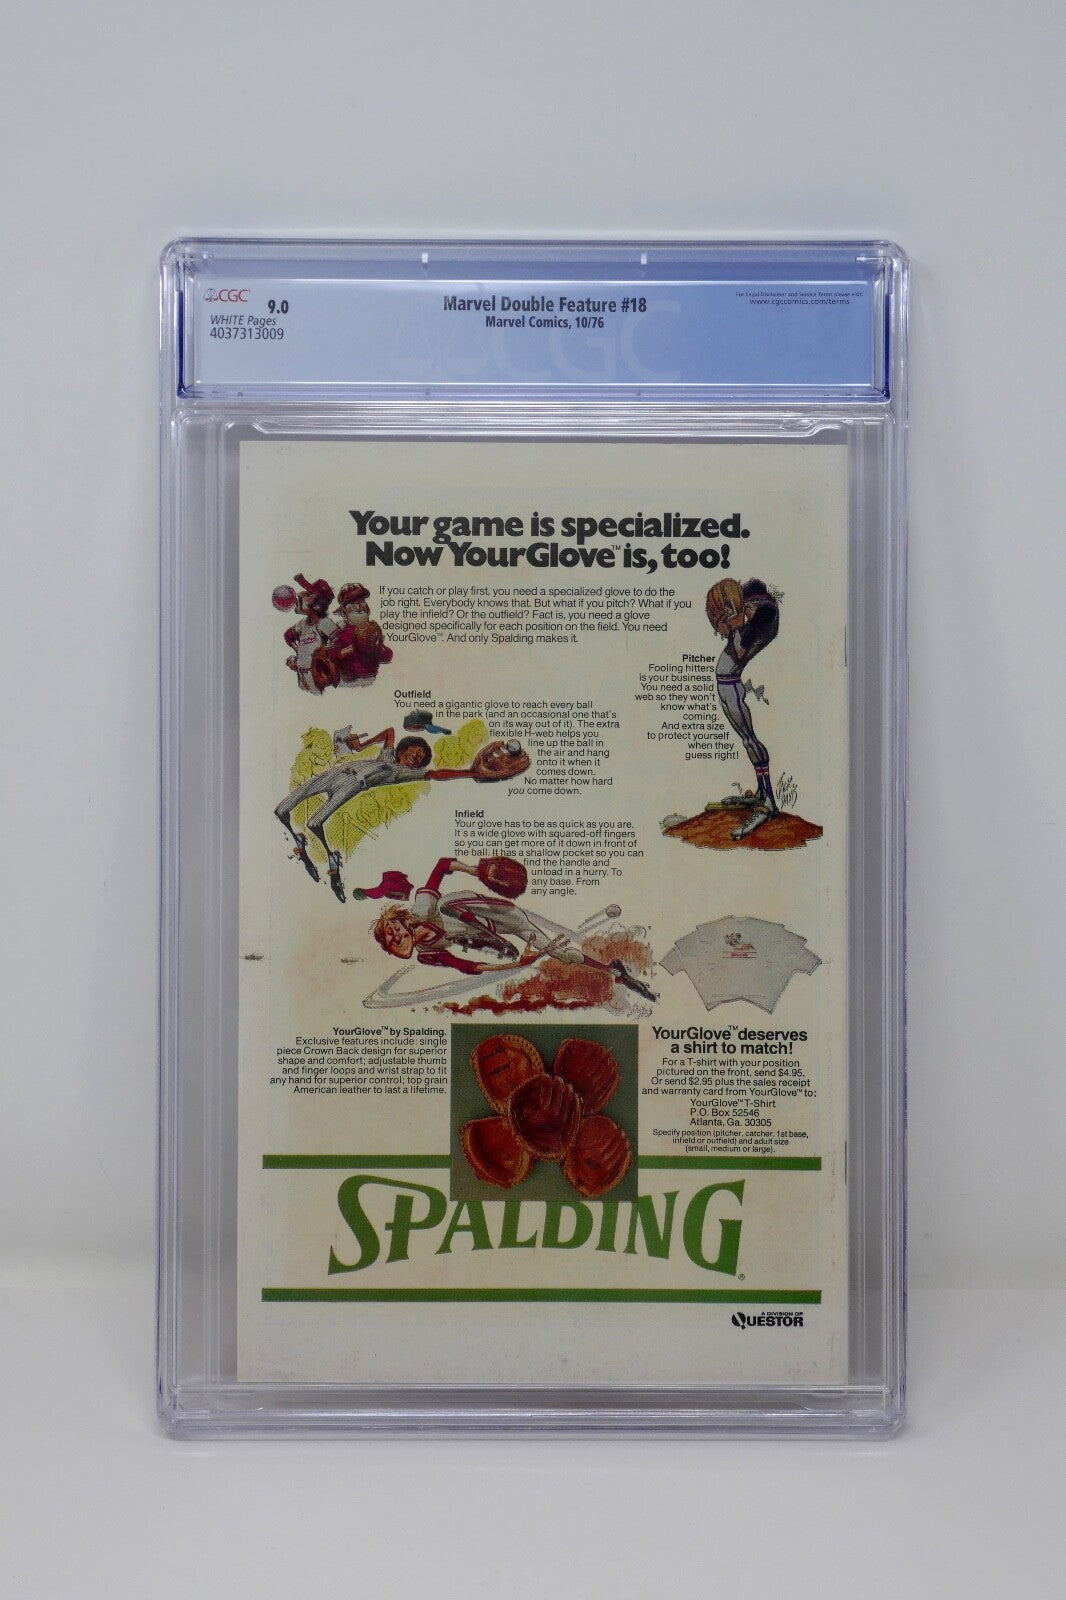 CGC
9.0
WHITE Pages
4037313009
Marvel Double Feature #18
Marvel Comics, 10/76
For Legal Disclaimer and Service Terms please visit:
www.cgccomics.com/terms
CGC
Your game is specialized.
Now YourGlove™ is, too!
If you catch or play first, you need a specialized glove to do the
job right. Everybody knows that. But what if you pitch? What if you
play the infield? Or the outfield? Fact is, you need a glove
designed specifically for each position on the field. You need
YourGlove™. And only Spalding makes it.
Pitcher
Fooling hitters
is your business.
You need a solid
web so they won't
know what's
coming.
And extra size
to protect yourself
when they
guess right!
Outfield
You need a gigantic glove to reach every ball
in the park (and an occasional one that's
on its way out of it). The extra
flexible H-web helps you
line up the ball in
the air and hang
onto it when it
comes down.
No matter how hard
you come down.
Infield
Your glove has to be as quick as you are.
It's a wide glove with squared-off fingers
so you can get more of it down in front of
the ball. It has a shallow pocket so you can
find the handle and
unload in a hurry. To
any base. From
any angle.
Jack Davis
YourGlove™ by Spalding.
Exclusive features include: single
piece Crown Back design for superior
shape and comfort; adjustable thumb
and finger loops and wrist strap to fit
any hand for superior control; top grain
American leather to last a lifetime.
YourGlove™ deserves
a shirt to match!
For a T-shirt with your position
pictured on the front, send $4.95.
Or send $2.95 plus the sales receipt
and warranty card from YourGlove™ to:
YourGlove™ T-Shirt
P.O. Box 52546
Atlanta, Ga. 30305
Specify position (pitcher, catcher, 1st base,
infield or outfield) and adult size
(small, medium or large).
SPALDING®
A DIVISION OF
QUESTOR